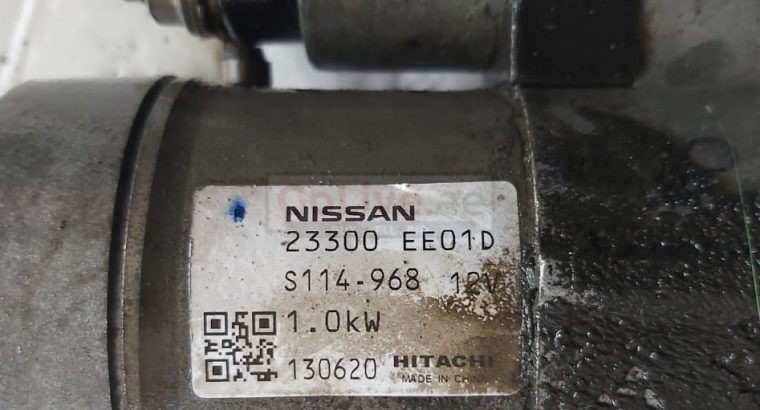 NISSAN
23300 EE01D
S114-968 12V
1.0kW
130620 HITACHI
MADE IN CHINA